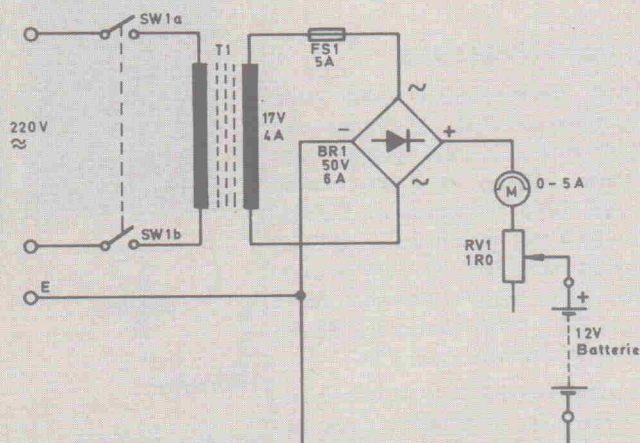 SW1a
T1
FS1
5A
220V
≈
17V
4A
~
−
+
BR1
50V
6A
~
M
0-5A
SW1b
RV1
1R0
E
+
12V
Batterie
−